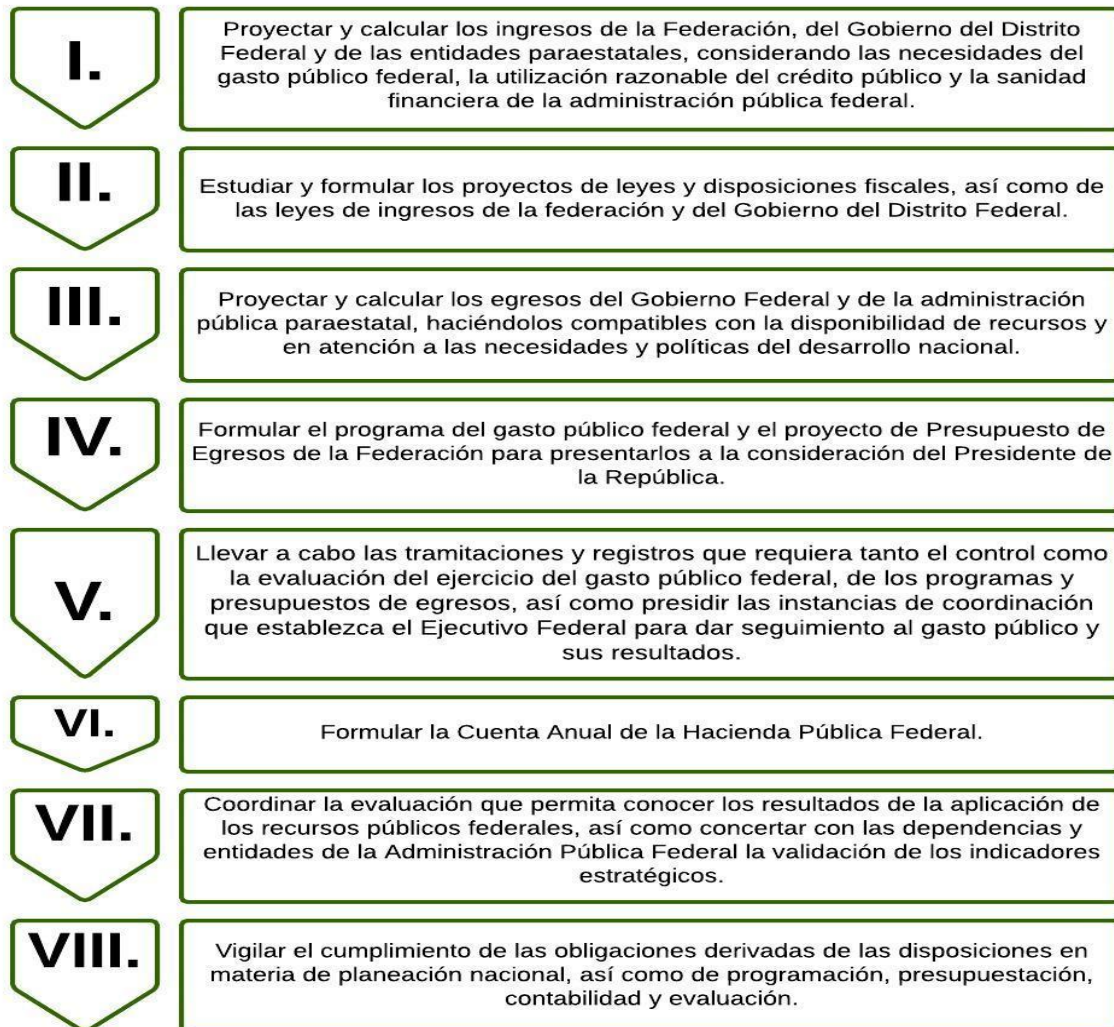 I.
Proyectar y calcular los ingresos de la Federación, del Gobierno del Distrito
Federal y de las entidades paraestatales, considerando las necesidades del
gasto público federal, la utilización razonable del crédito público y la sanidad
financiera de la administración pública federal.
II.
Estudiar y formular los proyectos de leyes y disposiciones fiscales, así como de
las leyes de ingresos de la federación y del Gobierno del Distrito Federal.
III.
Proyectar y calcular los egresos del Gobierno Federal y de la administración
pública paraestatal, haciéndolos compatibles con la disponibilidad de recursos y
en atención a las necesidades y políticas del desarrollo nacional.
IV.
Formular el programa del gasto público federal y el proyecto de Presupuesto de
Egresos de la Federación para presentarlos a la consideración del Presidente de
la República.
V.
Llevar a cabo las tramitaciones y registros que requiera tanto el control como
la evaluación del ejercicio del gasto público federal, de los programas y
presupuestos de egresos, así como presidir las instancias de coordinación
que establezca el Ejecutivo Federal para dar seguimiento al gasto público y
sus resultados.
VI.
Formular la Cuenta Anual de la Hacienda Pública Federal.
VII.
Coordinar la evaluación que permita conocer los resultados de la aplicación de
los recursos públicos federales, así como concertar con las dependencias y
entidades de la Administración Pública Federal la validación de los indicadores
estratégicos.
VIII.
Vigilar el cumplimiento de las obligaciones derivadas de las disposiciones en
materia de planeación nacional, así como de programación, presupuestación,
contabilidad y evaluación.